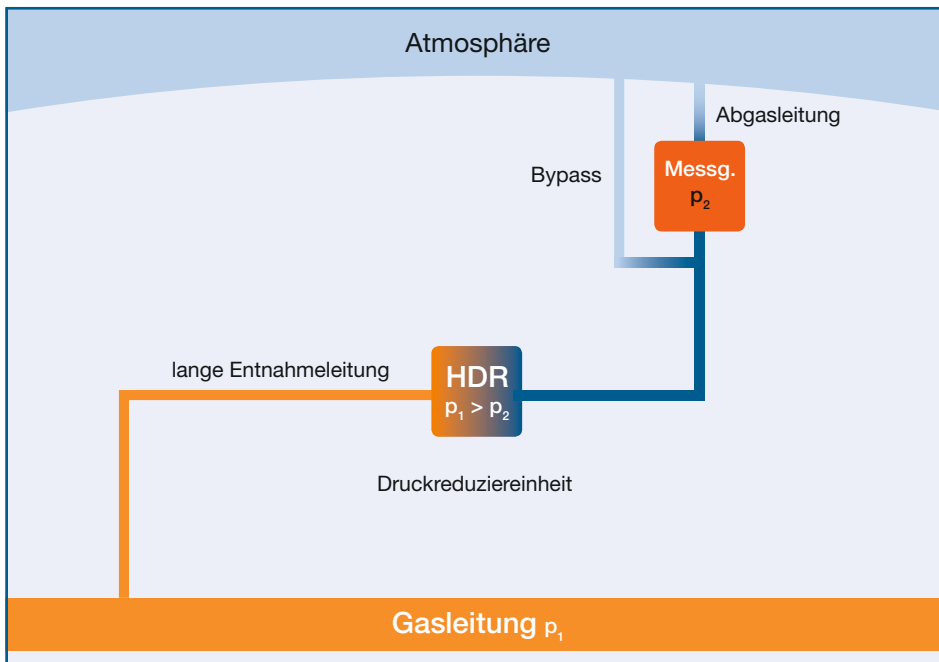 Atmosphäre
Abgasleitung
Bypass
Messg.
p₂
lange Entnahmeleitung
HDR
p₁ > p₂
Druckreduziereinheit
Gasleitung p₁